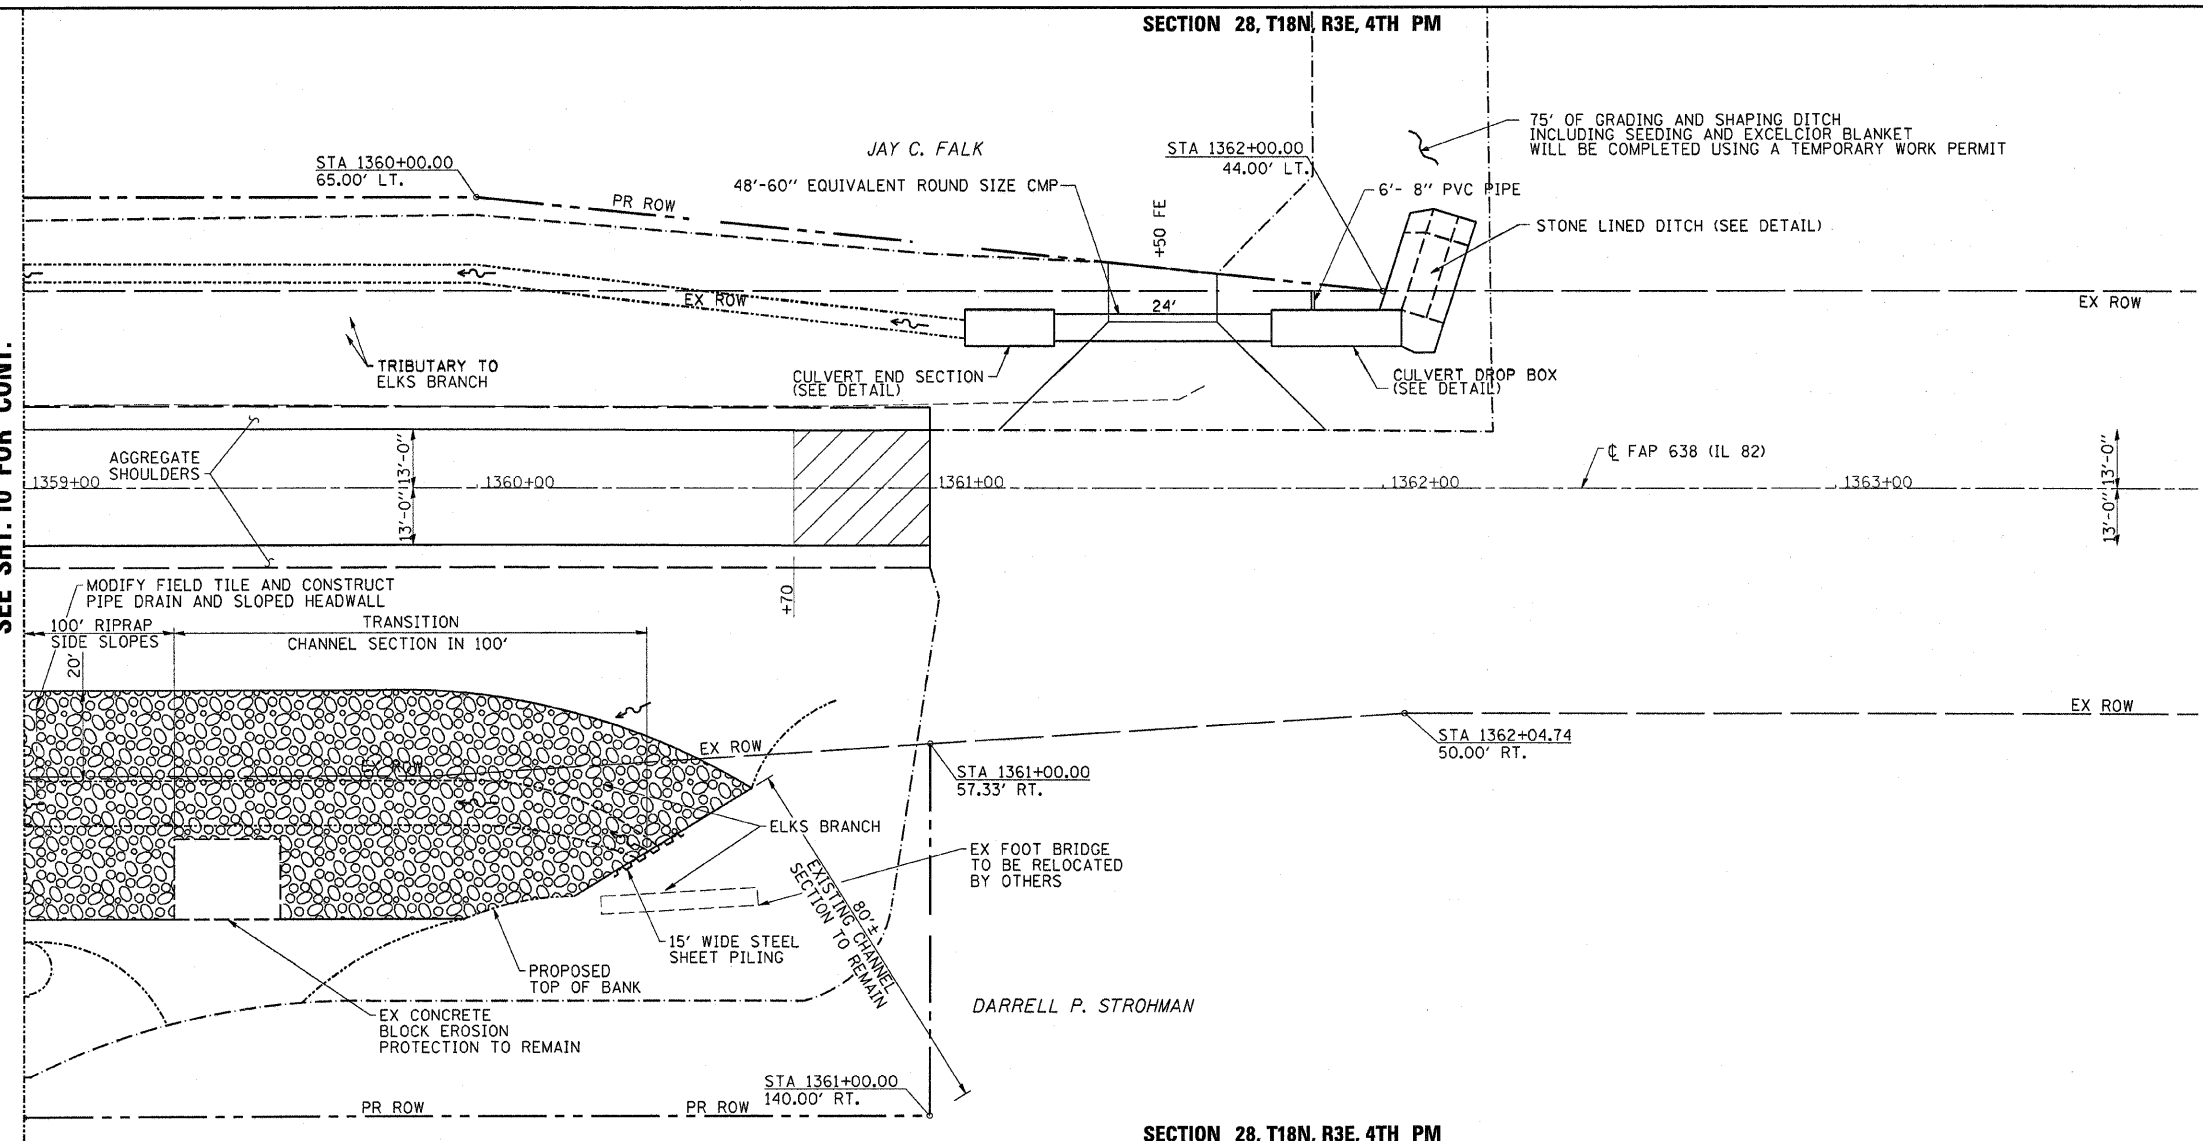 SECTION 28, T18N, R3E, 4TH PM
75' OF GRADING AND SHAPING DITCH
INCLUDING SEEDING AND EXCELCIOR BLANKET
WILL BE COMPLETED USING A TEMPORARY WORK PERMIT
JAY C. FALK
STA 1360+00.00
65.00' LT.
STA 1362+00.00
44.00' LT.
48'-60" EQUIVALENT ROUND SIZE CMP
6'- 8" PVC PIPE
PR ROW
+50 FE
STONE LINED DITCH (SEE DETAIL)
EX ROW
24'
EX ROW
TRIBUTARY TO
ELKS BRANCH
CULVERT END SECTION
(SEE DETAIL)
CULVERT DROP BOX
(SEE DETAIL)
SEE SHT. 10 FOR CONT.
AGGREGATE
SHOULDERS
13'-0"
13'-0"
℄ FAP 638 (IL 82)
13'-0"
13'-0"
1359+00
1360+00
1361+00
1362+00
1363+00
MODIFY FIELD TILE AND CONSTRUCT
PIPE DRAIN AND SLOPED HEADWALL
+70
100' RIPRAP
SIDE SLOPES
TRANSITION
CHANNEL SECTION IN 100'
20'
EX ROW
EX ROW
EX ROW
STA 1362+04.74
50.00' RT.
STA 1361+00.00
57.33' RT.
ELKS BRANCH
EX FOOT BRIDGE
TO BE RELOCATED
BY OTHERS
80'±
EXISTING CHANNEL
SECTION TO REMAIN
15' WIDE STEEL
SHEET PILING
PROPOSED
TOP OF BANK
DARRELL P. STROHMAN
EX CONCRETE
BLOCK EROSION
PROTECTION TO REMAIN
STA 1361+00.00
140.00' RT.
PR ROW
PR ROW
SECTION 28, T18N, R3E, 4TH PM